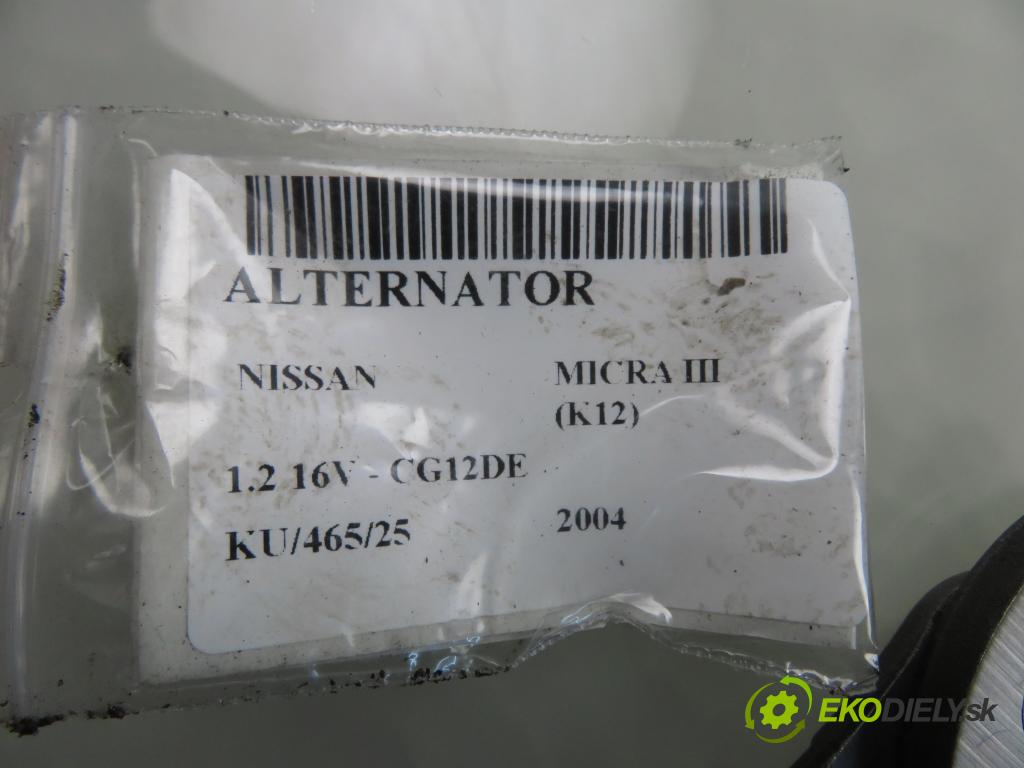 ALTERNATOR
NISSAN MICRA III
(K12)
1.2 16V - CG12DE
KU/465/25 2004
EKODIELY.sk